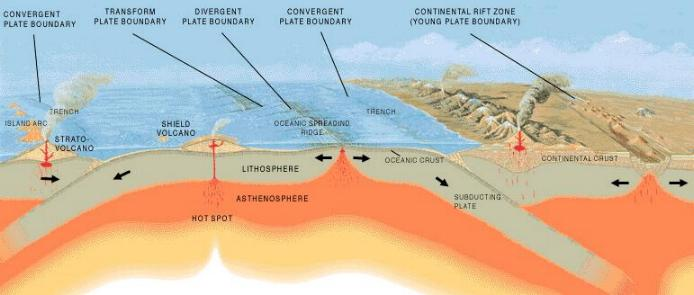 CONVERGENT
PLATE BOUNDARY
TRANSFORM
PLATE BOUNDARY
DIVERGENT
PLATE BOUNDARY
CONVERGENT
PLATE BOUNDARY
CONTINENTAL RIFT ZONE
(YOUNG PLATE BOUNDARY)
TRENCH
ISLAND ARC
STRATO-
VOLCANO
SHIELD
VOLCANO
TRENCH
OCEANIC SPREADING
RIDGE
OCEANIC CRUST
CONTINENTAL CRUST
LITHOSPHERE
ASTHENOSPHERE
HOT SPOT
SUBDUCTING
PLATE